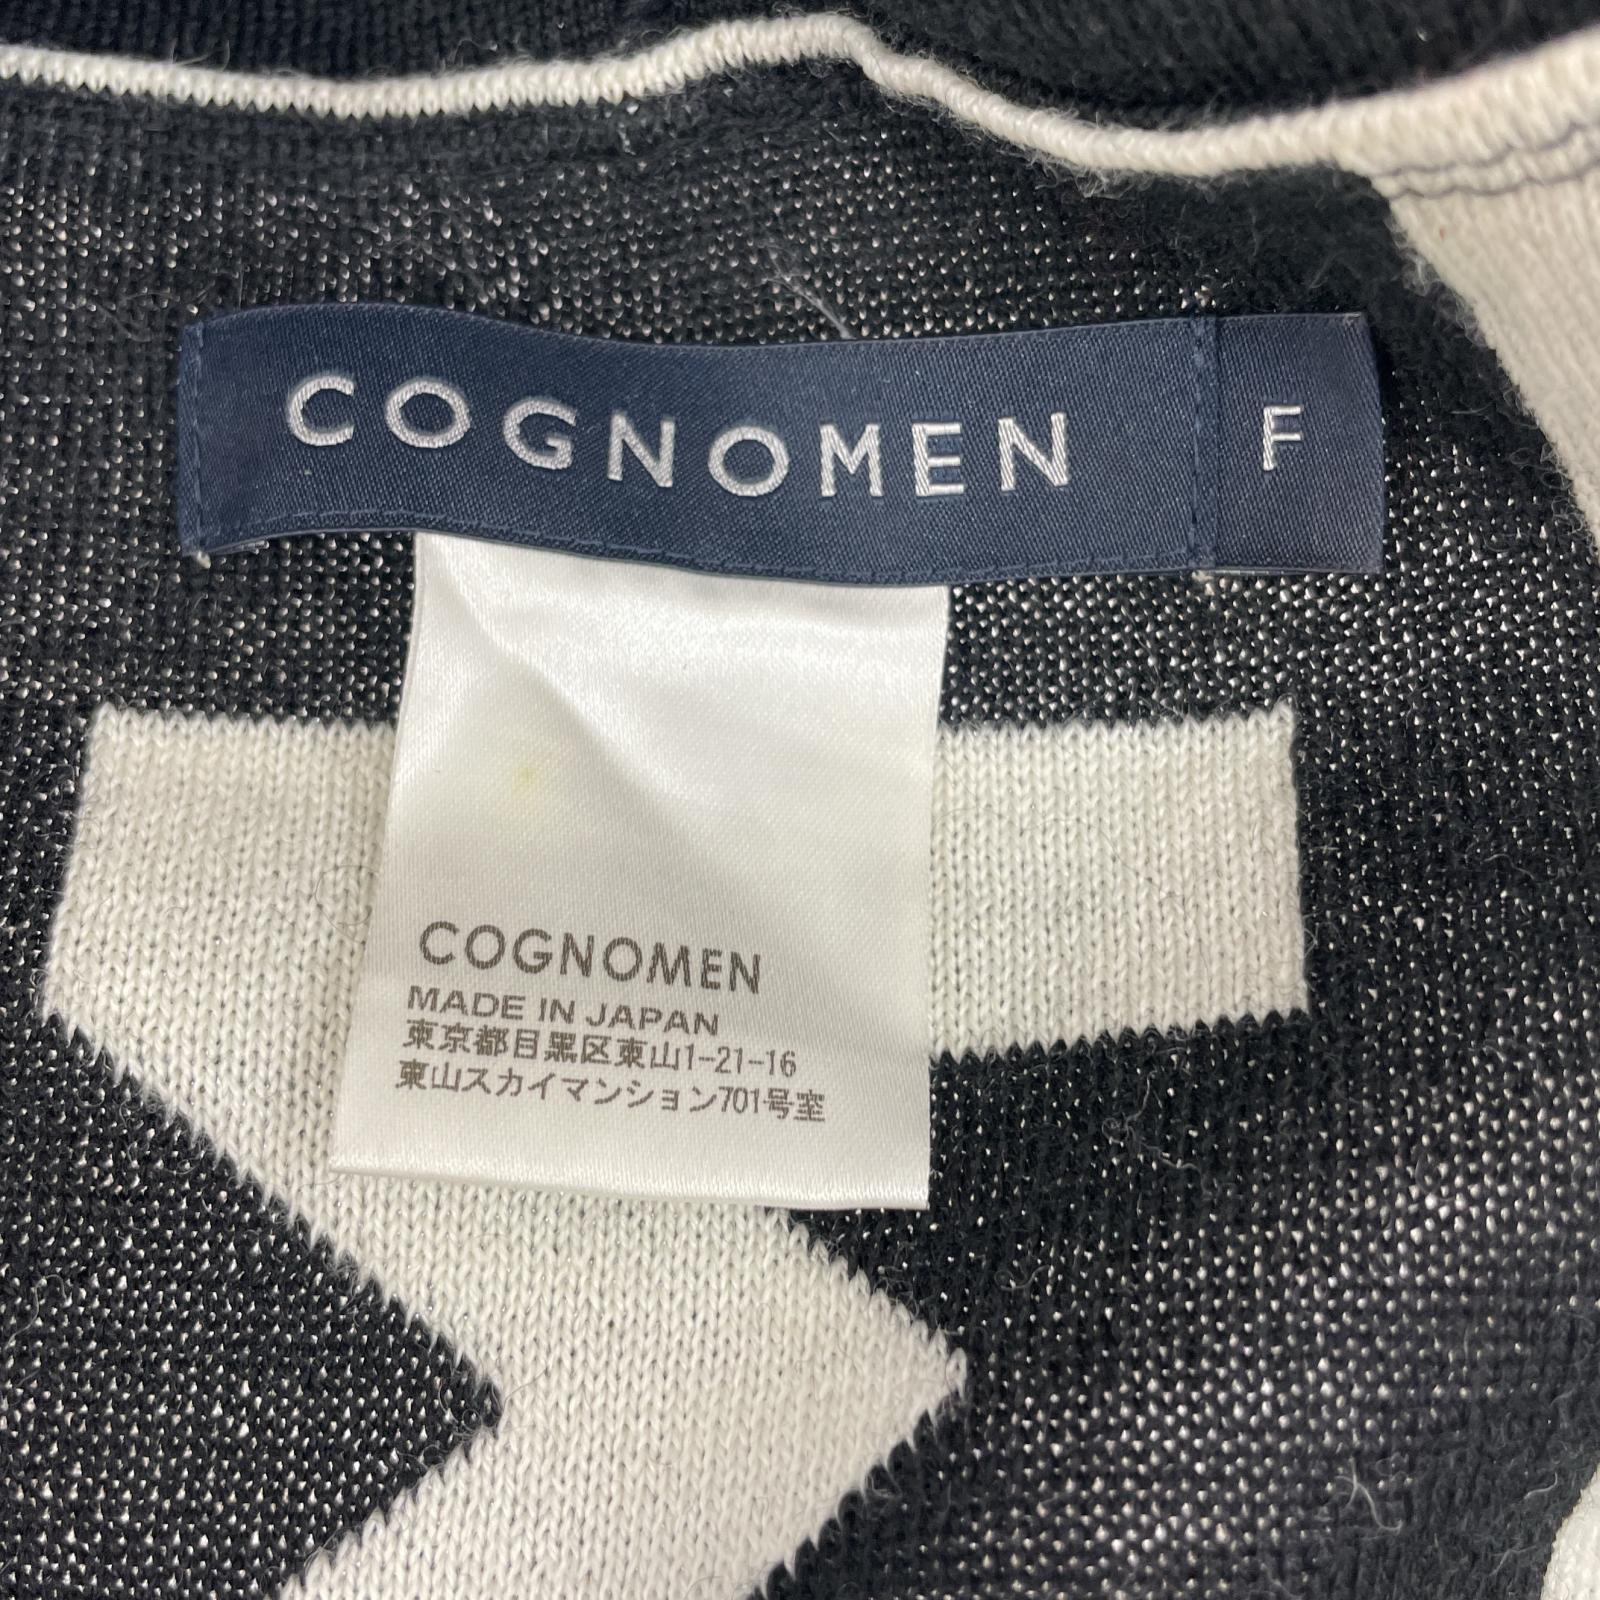 COGNOMEN F
COGNOMEN
MADE IN JAPAN
東京都目黒区東山1-21-16
東山スカイマンション701号室